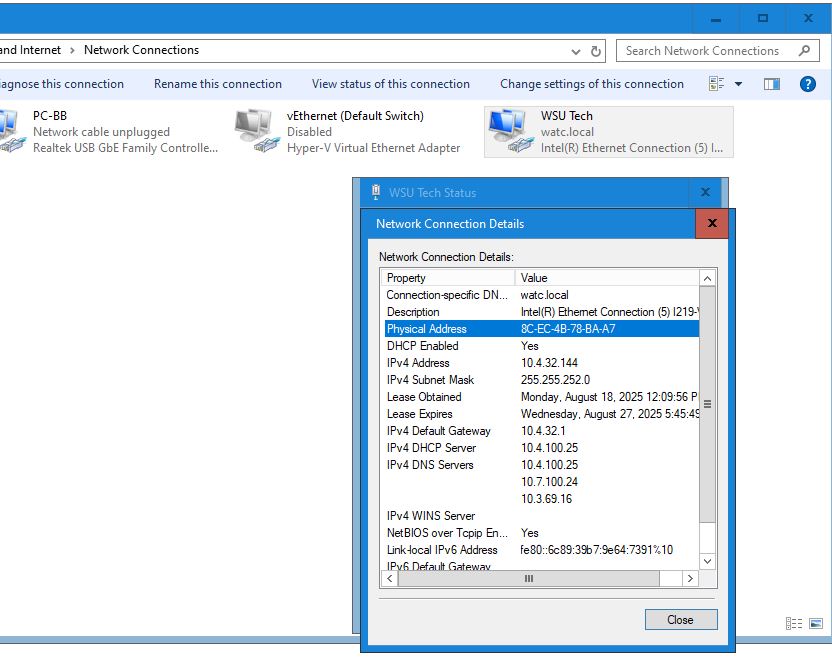 and Internet > Network Connections
Search Network Connections
iagnose this connection
Rename this connection
View status of this connection
Change settings of this connection
PC-BB
Network cable unplugged
Realtek USB GbE Family Controlle...
vEthernet (Default Switch)
Disabled
Hyper-V Virtual Ethernet Adapter
WSU Tech
watc.local
Intel(R) Ethernet Connection (5) I...
WSU Tech Status
Network Connection Details
Network Connection Details:
Property Value
Connection-specific DN... watc.local
Description Intel(R) Ethernet Connection (5) I219-V
Physical Address 8C-EC-4B-78-BA-A7
DHCP Enabled Yes
IPv4 Address 10.4.32.144
IPv4 Subnet Mask 255.255.252.0
Lease Obtained Monday, August 18, 2025 12:09:56 P
Lease Expires Wednesday, August 27, 2025 5:45:49
IPv4 Default Gateway 10.4.32.1
IPv4 DHCP Server 10.4.100.25
IPv4 DNS Servers 10.4.100.25
10.7.100.24
10.3.69.16
IPv4 WINS Server
NetBIOS over Tcpip En... Yes
Link-local IPv6 Address fe80::6c89:39b7:9e64:7391%10
IPv6 Default Gateway
Close